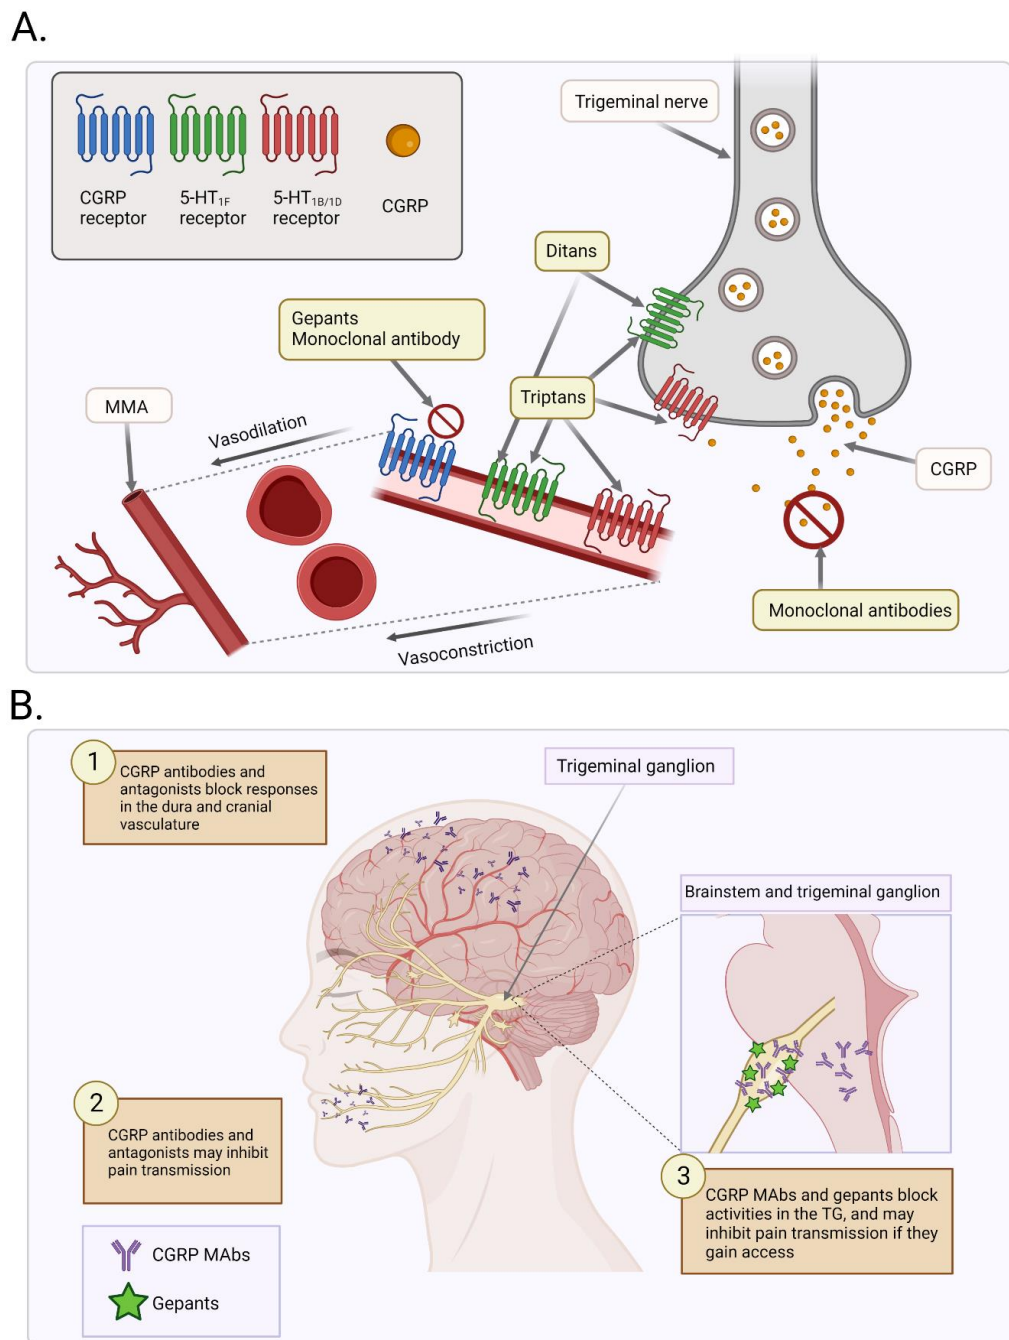 A.
CGRP
receptor
5-HT1F
receptor
5-HT1B/1D
receptor
CGRP
Trigeminal nerve
Ditans
Gepants
Monoclonal antibody
Triptans
MMA
Vasodilation
CGRP
Monoclonal antibodies
Vasoconstriction
B.
1
CGRP antibodies and
antagonists block responses
in the dura and cranial
vasculature
Trigeminal ganglion
Brainstem and trigeminal ganglion
2
CGRP antibodies and
antagonists may inhibit
pain transmission
3
CGRP MAbs and gepants block
activities in the TG, and may
inhibit pain transmission if they
gain access
CGRP MAbs
Gepants